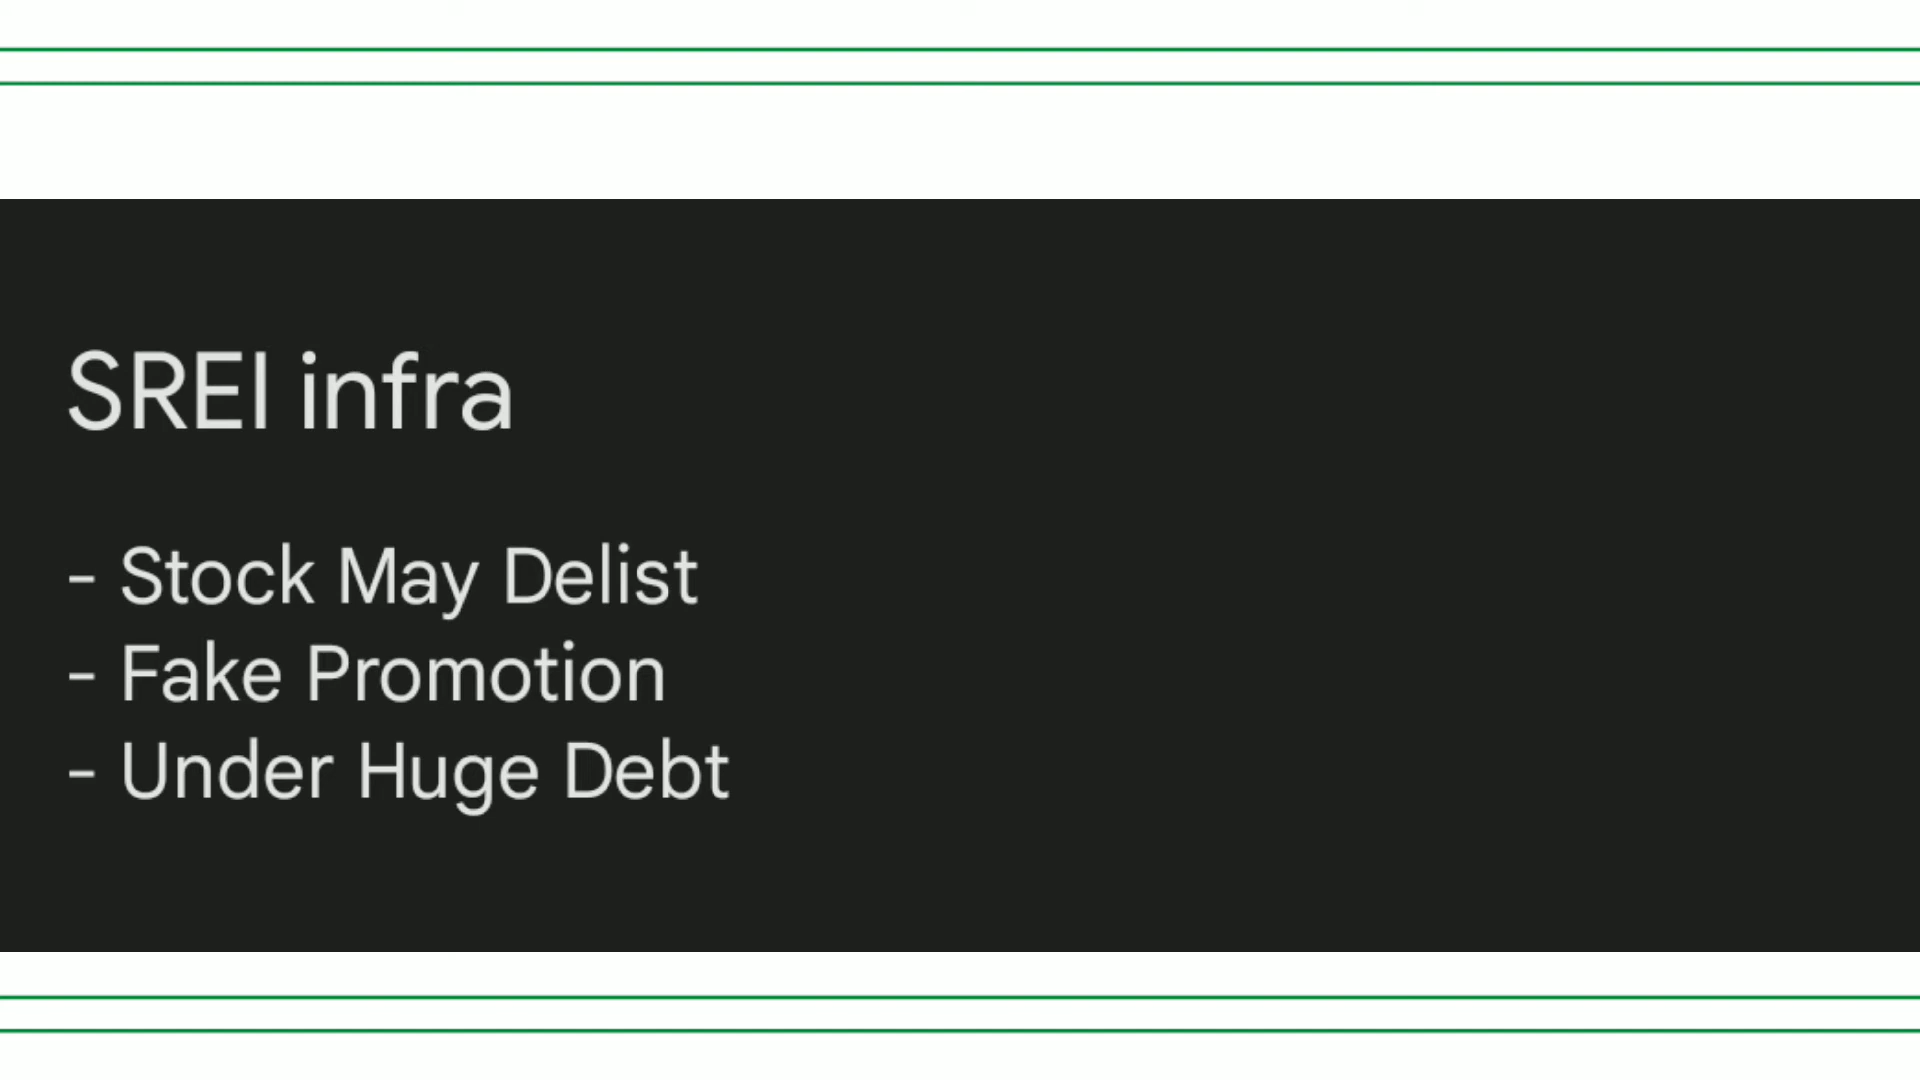 SREI infra
- Stock May Delist
- Fake Promotion
- Under Huge Debt